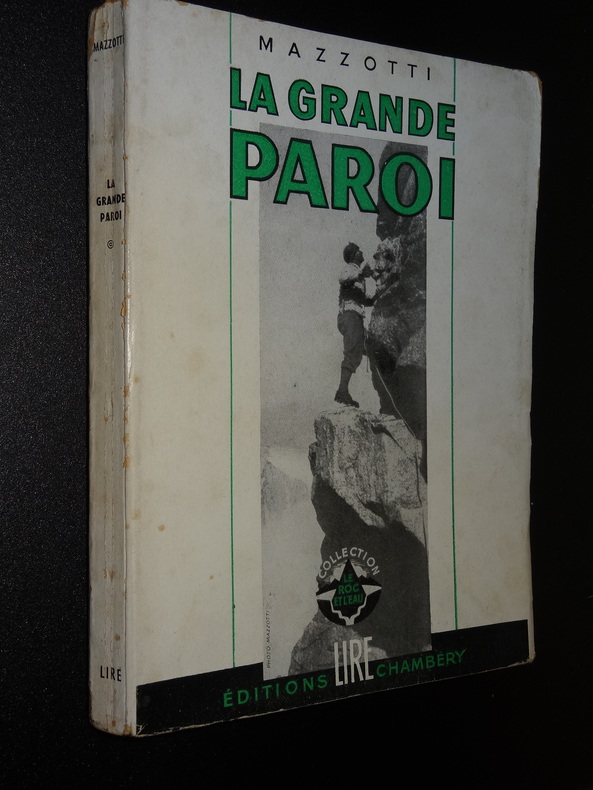 MAZZOTTI
LA
GRANDE
PAROI
LIRE
MAZZOTTI
LA GRANDE
PAROI
COLLECTION
LE
ROC
ET L'EAU
PHOTO MAZZOTTI
ÉDITIONS LIRE CHAMBÉRY